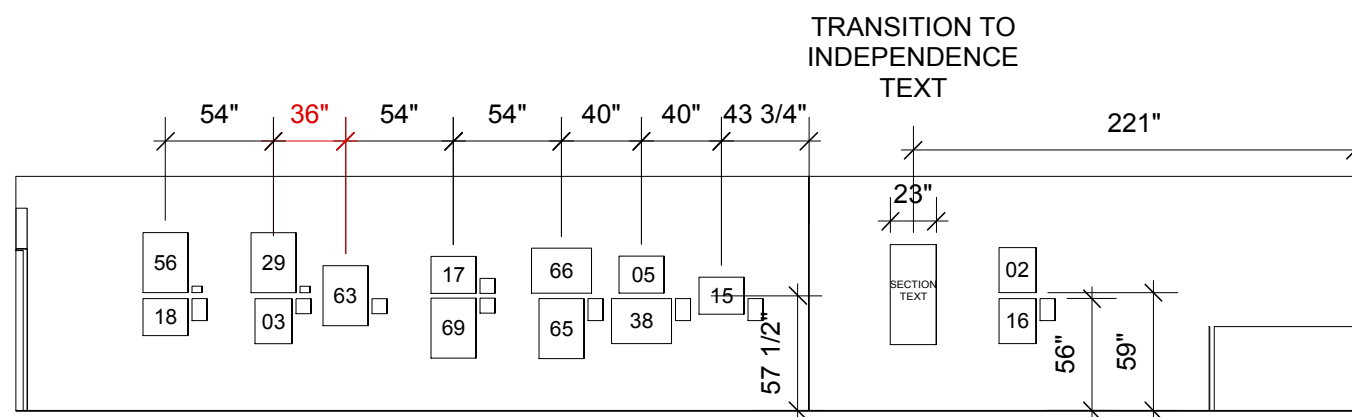 TRANSITION TO
INDEPENDENCE
TEXT
54" 36" 54" 54" 40" 40" 43 3/4" 221"
23"
56 29 17 66 05 02
63 15
SECTION
TEXT
18 03 69 65 38 16
57 1/2" 56" 59"